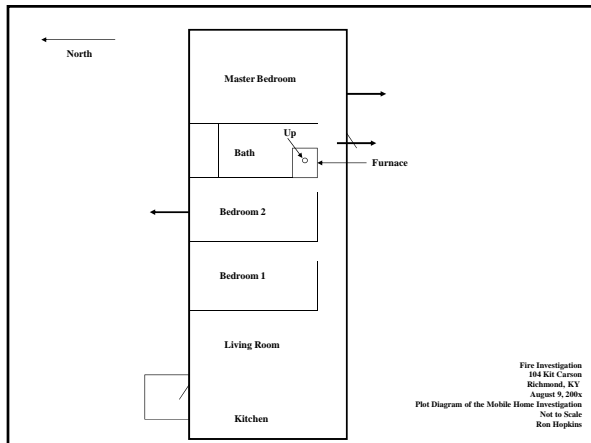 North
Master Bedroom
Up
Bath
Furnace
Bedroom 2
Bedroom 1
Living Room
Kitchen
Fire Investigation
104 Kit Carson
Richmond, KY
August 9, 200x
Plot Diagram of the Mobile Home Investigation
Not to Scale
Ron Hopkins